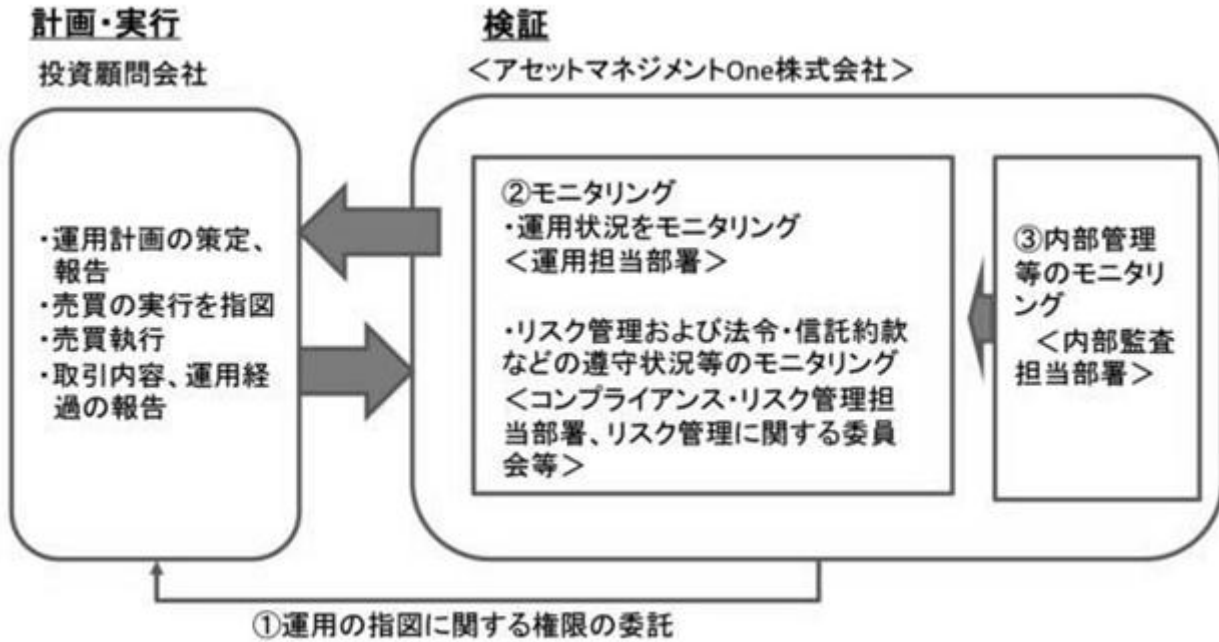 計画・実行
投資顧問会社
・運用計画の策定、
報告
・売買の実行を指図
・売買執行
・取引内容、運用経
過の報告
検証
＜アセットマネジメントOne株式会社＞
②モニタリング
・運用状況をモニタリング
＜運用担当部署＞
・リスク管理および法令・信託約款
などの遵守状況等のモニタリング
＜コンプライアンス・リスク管理担
当部署、リスク管理に関する委員
会等＞
③内部管理
等のモニタリ
ング
＜内部監査
担当部署＞
①運用の指図に関する権限の委託